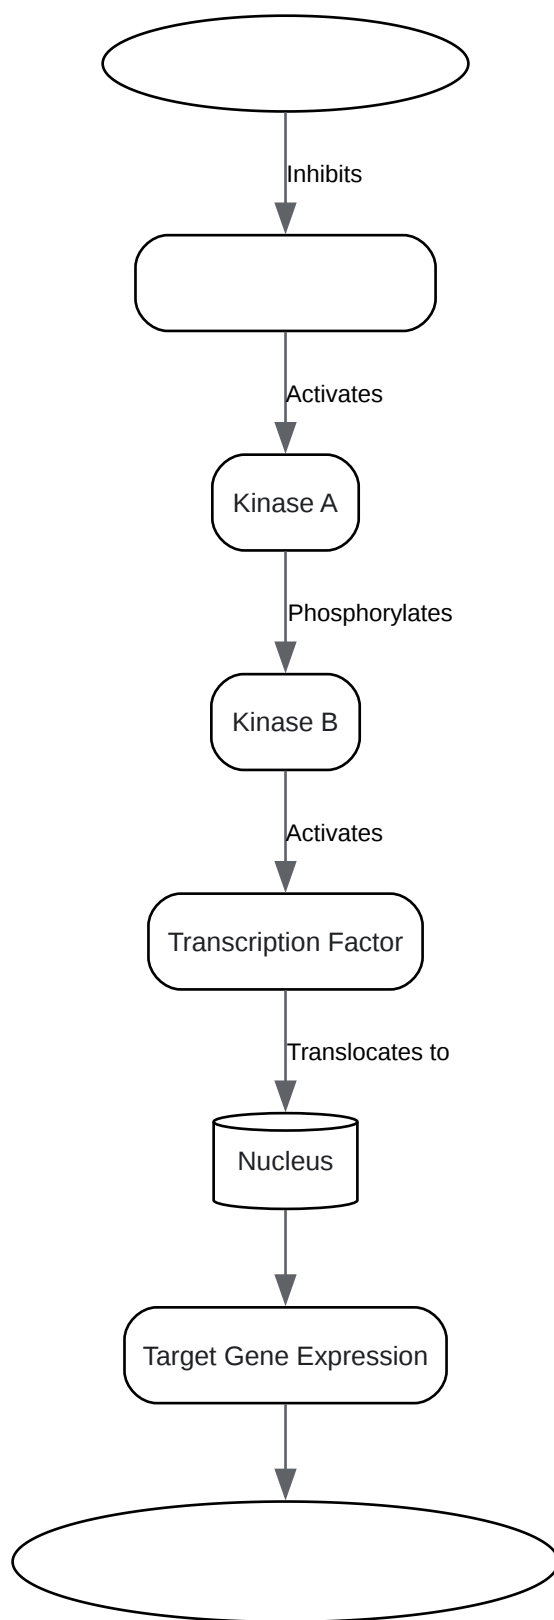 Inhibits
Activates
Kinase A
Phosphorylates
Kinase B
Activates
Transcription Factor
Translocates to
Nucleus
Target Gene Expression